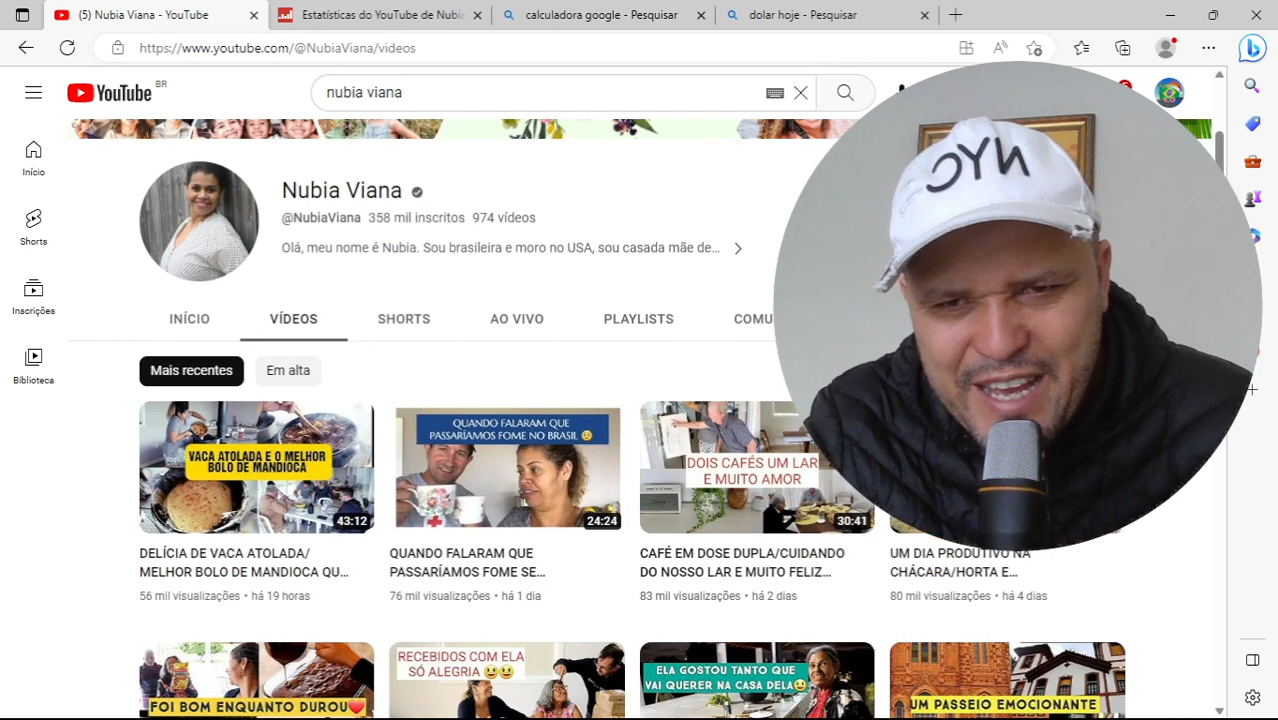 (5) Nubia Viana - YouTube
Estatísticas do YouTube de Nubia
calculadora google - Pesquisar
dolar hoje - Pesquisar
https://www.youtube.com/@NubiaViana/videos
YouTube BR
nubia viana
NYC
Início
Shorts
Inscrições
Biblioteca
Nubia Viana
@NubiaViana 358 mil inscritos 974 vídeos
Olá, meu nome é Nubia. Sou brasileira e moro no USA, sou casada mãe de...
INÍCIO VÍDEOS SHORTS AO VIVO PLAYLISTS COMU
Mais recentes Em alta
VACA ATOLADA E O MELHOR
BOLO DE MANDIOCA
43:12
QUANDO FALARAM QUE
PASSARÍAMOS FOME NO BRASIL
24:24
DOIS CAFÉS UM LAR
E MUITO AMOR
30:41
DELÍCIA DE VACA ATOLADA/
MELHOR BOLO DE MANDIOCA QU...
56 mil visualizações • há 19 horas
QUANDO FALARAM QUE
PASSARÍAMOS FOME SE...
76 mil visualizações • há 1 dia
CAFÉ EM DOSE DUPLA/CUIDANDO
DO NOSSO LAR E MUITO FELIZ...
83 mil visualizações • há 2 dias
UM DIA PRODUTIVO NA
CHÁCARA/HORTA E...
80 mil visualizações • há 4 dias
FOI BOM ENQUANTO DUROU
RECEBIDOS COM ELA
SÓ ALEGRIA
ELA GOSTOU TANTO QUE
VAI QUERER NA CASA DELA
UM PASSEIO EMOCIONANTE